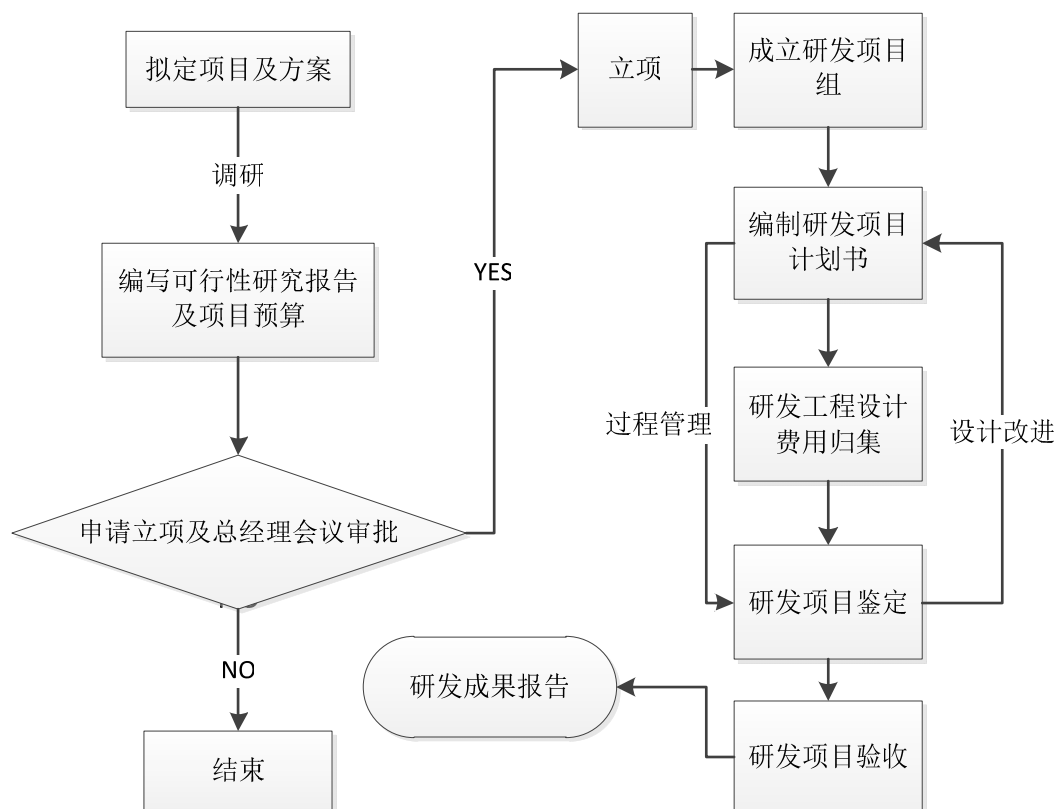 拟定项目及方案
调研
编写可行性研究报告
及项目预算
申请立项及总经理会议审批
NO
结束
YES
立项
成立研发项目
组
编制研发项目
计划书
过程管理
研发工程设计
费用归集
设计改进
研发项目鉴定
研发项目验收
研发成果报告